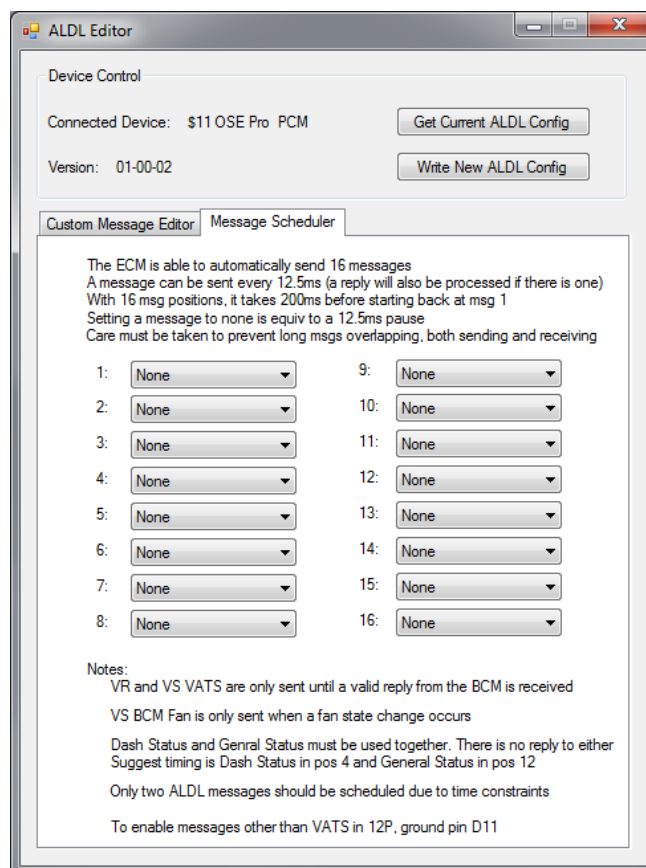 ALDL Editor
Device Control
Connected Device: $11 OSE Pro PCM
Get Current ALDL Config
Version: 01-00-02
Write New ALDL Config
Custom Message Editor
Message Scheduler
The ECM is able to automatically send 16 messages
A message can be sent every 12.5ms (a reply will also be processed if there is one)
With 16 msg positions, it takes 200ms before starting back at msg 1
Setting a message to none is equiv to a 12.5ms pause
Care must be taken to prevent long msgs overlapping, both sending and receiving
1: None
2: None
3: None
4: None
5: None
6: None
7: None
8: None
9: None
10: None
11: None
12: None
13: None
14: None
15: None
16: None
Notes:
VR and VS VATS are only sent until a valid reply from the BCM is received
VS BCM Fan is only sent when a fan state change occurs
Dash Status and Genral Status must be used together. There is no reply to either
Suggest timing is Dash Status in pos 4 and General Status in pos 12
Only two ALDL messages should be scheduled due to time constraints
To enable messages other than VATS in 12P, ground pin D11